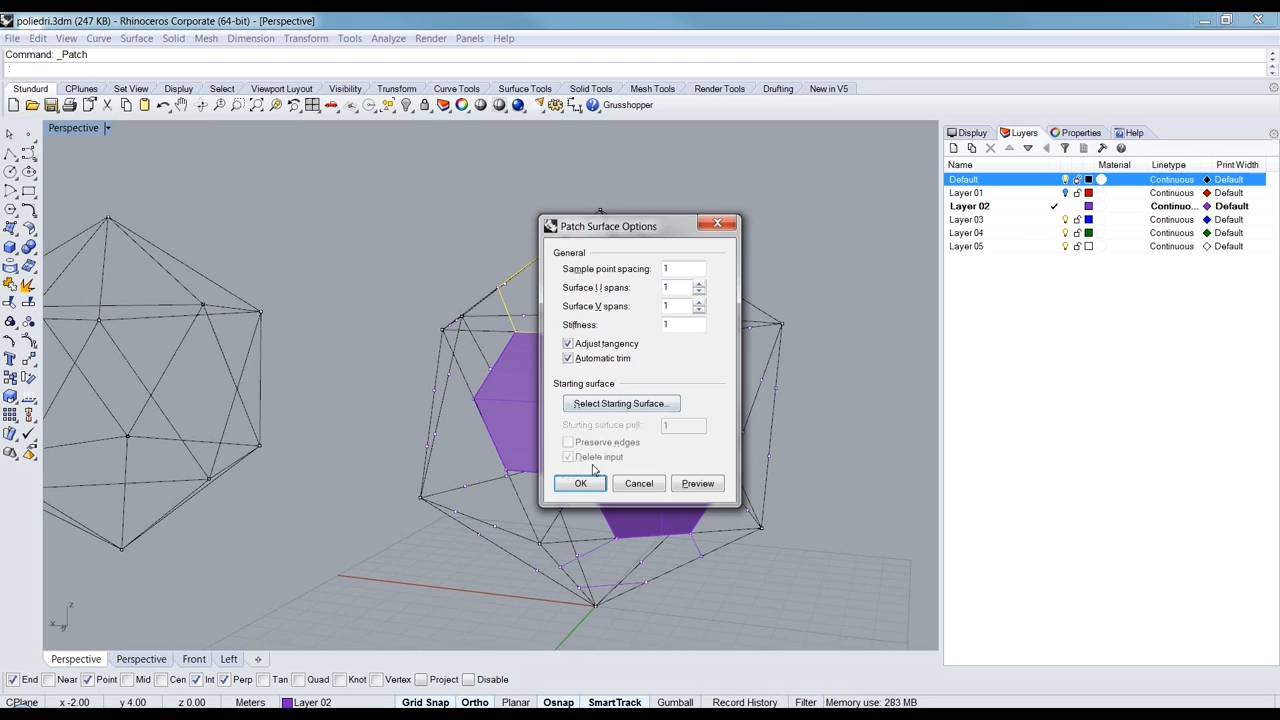 poliedri.3dm (247 KB) - Rhinoceros Corporate (64-bit) - [Perspective]
File Edit View Curve Surface Solid Mesh Dimension Transform Tools Analyze Render Panels Help
Command: _Patch
:
Standurd CPlanes Set View Display Select Viewport Layout Visibility Transform Curve Tools Surface Tools Solid Tools Mesh Tools Render Tools Drafting New in V5
Grasshopper
Perspective
Display Layers Properties Help
Name Material Linetype Print Width
Default Continuous Default
Layer 01 Continuous Default
Layer 02 Continuo... Default
Layer 03 Continuous Default
Layer 04 Continuous Default
Layer 05 Continuous Default
Patch Surface Options
General
Sample point spacing: 1
Surface U spans: 1
Surface V spans: 1
Stiffness: 1
Adjust tangency
Automatic trim
Starting surface
Select Starting Surface...
Starting surface pull: 1
Preserve edges
Delete input
OK Cancel Preview
z
x y
Perspective Perspective Front Left
End Near Point Mid Cen Int Perp Tan Quad Knot Vertex Project Disable
CPlane x -2.00 y 4.00 z 0.00 Meters Layer 02 Grid Snap Ortho Planar Osnap SmartTrack Gumball Record History Filter Memory use: 283 MB